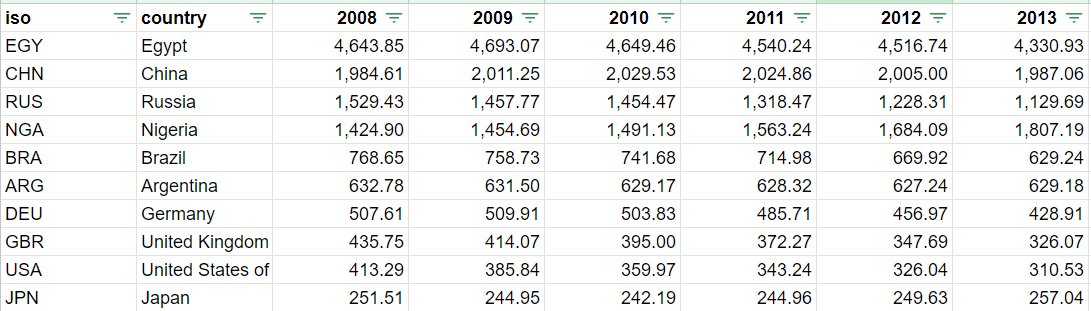 iso country 2008 2009 2010 2011 2012 2013
EGY Egypt 4,643.85 4,693.07 4,649.46 4,540.24 4,516.74 4,330.93
CHN China 1,984.61 2,011.25 2,029.53 2,024.86 2,005.00 1,987.06
RUS Russia 1,529.43 1,457.77 1,454.47 1,318.47 1,228.31 1,129.69
NGA Nigeria 1,424.90 1,454.69 1,491.13 1,563.24 1,684.09 1,807.19
BRA Brazil 768.65 758.73 741.68 714.98 669.92 629.24
ARG Argentina 632.78 631.50 629.17 628.32 627.24 629.18
DEU Germany 507.61 509.91 503.83 485.71 456.97 428.91
GBR United Kingdom 435.75 414.07 395.00 372.27 347.69 326.07
USA United States of 413.29 385.84 359.97 343.24 326.04 310.53
JPN Japan 251.51 244.95 242.19 244.96 249.63 257.04